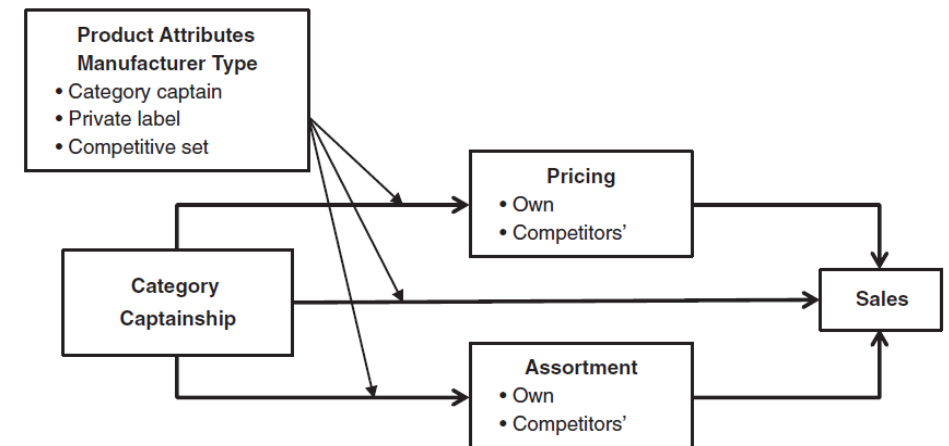 Product Attributes
Manufacturer Type
• Category captain
• Private label
• Competitive set
Pricing
• Own
• Competitors’
Category
Captainship
Sales
Assortment
• Own
• Competitors’